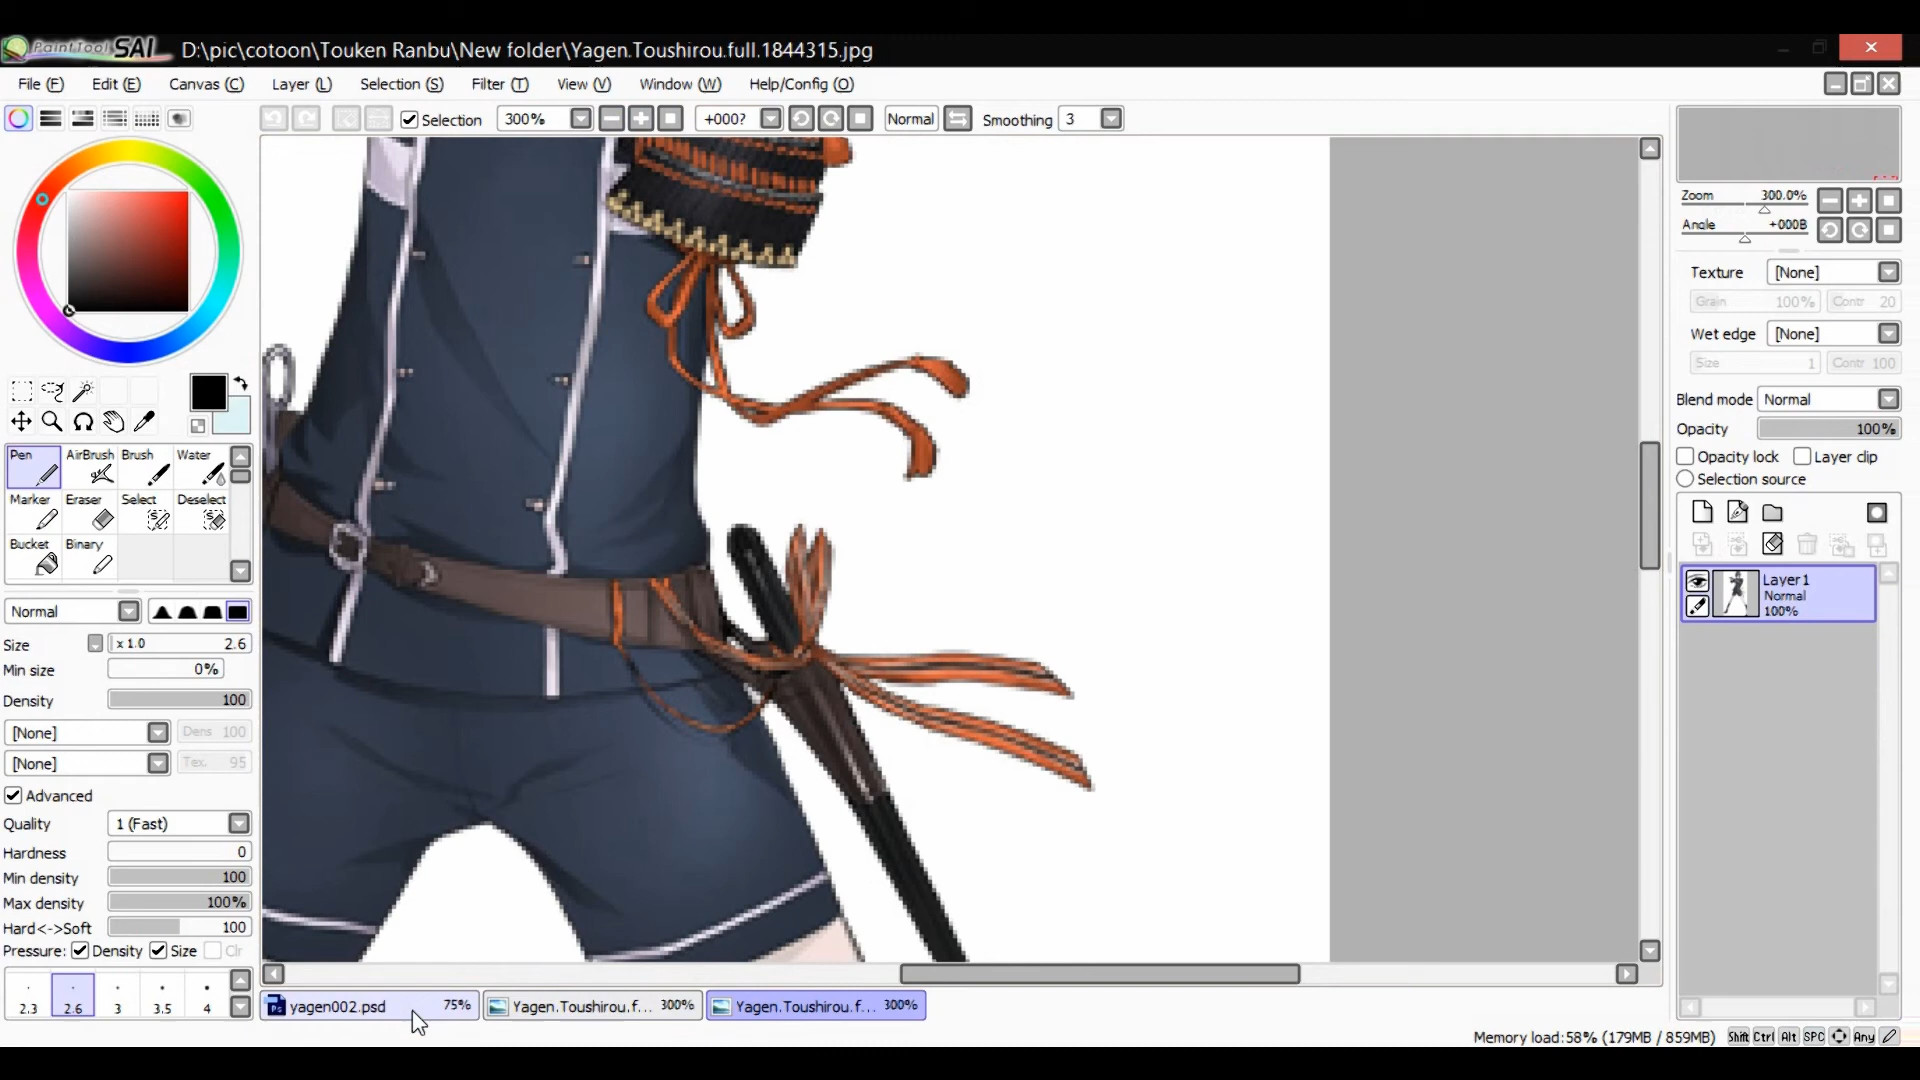 PaintTool SAI D:\pic\cotoon\Touken Ranbu\New folder\Yagen.Toushirou.full.1844315.jpg
File (F) Edit (E) Canvas (C) Layer (L) Selection (S) Filter (T) View (V) Window (W) Help/Config (O)
Selection 300% +000? Normal Smoothing 3
Zoom 300.0%
Angle +000B
Texture [None]
Grain 100% Contr 20
Wet edge [None]
Size 1 Contr 100
Blend mode Normal
Opacity 100%
Opacity lock Layer clip
Selection source
Layer1
Normal
100%
Pen AirBrush Brush Water
Marker Eraser Select Deselect
Bucket Binary
Normal
Size x 1.0 2.6
Min size 0%
Density 100
[None] Dens 100
[None] Tex. 95
Advanced
Quality 1 (Fast)
Hardness 0
Min density 100
Max density 100%
Hard<->Soft 100
Pressure: Density Size Clr
2.3 2.6 3 3.5 4
yagen002.psd 75% Yagen.Toushirou.f... 300% Yagen.Toushirou.f... 300%
Memory load:58% (179MB / 859MB) Shift Ctrl Alt SPC Any